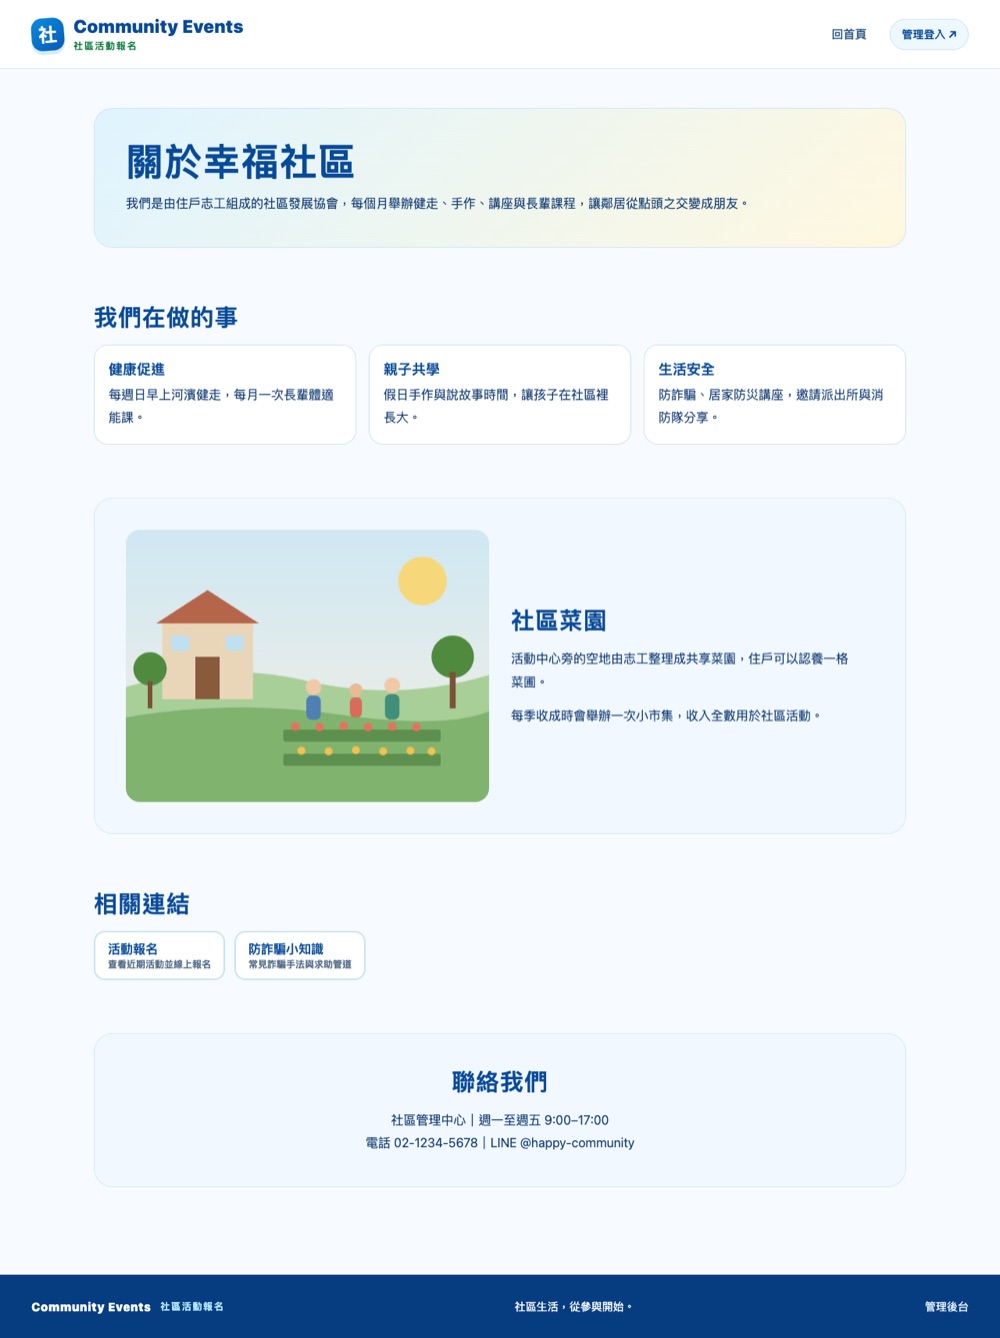 社
Community Events
社區活動報名
回首頁
管理登入 ↗
關於幸福社區
我們是由住戶志工組成的社區發展協會，每個月舉辦健走、手作、講座與長輩課程，讓鄰居從點頭之交變成朋友。
我們在做的事
健康促進
每週日早上河濱健走，每月一次長輩體適
能課。
親子共學
假日手作與說故事時間，讓孩子在社區裡
長大。
生活安全
防詐騙、居家防災講座，邀請派出所與消
防隊分享。
社區菜園
活動中心旁的空地由志工整理成共享菜園，住戶可以認養一格
菜圃。
每季收成時會舉辦一次小市集，收入全數用於社區活動。
相關連結
活動報名
查看近期活動並線上報名
防詐騙小知識
常見詐騙手法與求助管道
聯絡我們
社區管理中心｜週一至週五 9:00–17:00
電話 02-1234-5678｜LINE @happy-community
Community Events 社區活動報名
社區生活，從參與開始。
管理後台